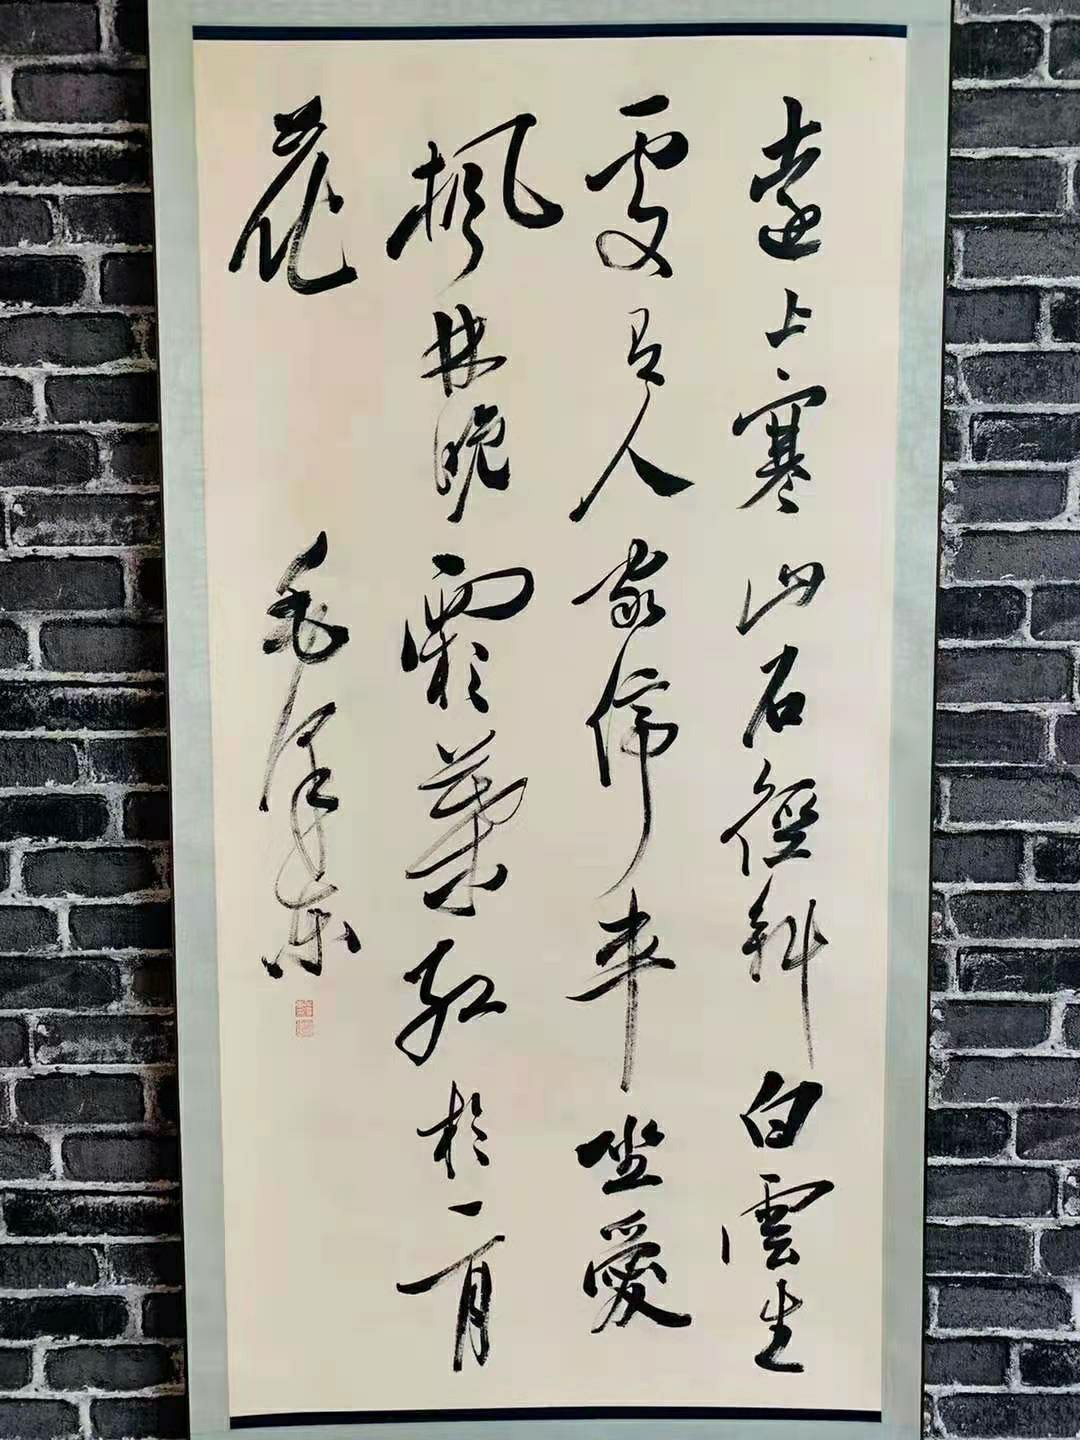 遠上寒山石徑斜白雲生
處有人家停車坐愛
楓林晚霜葉紅於二月
花
毛澤东